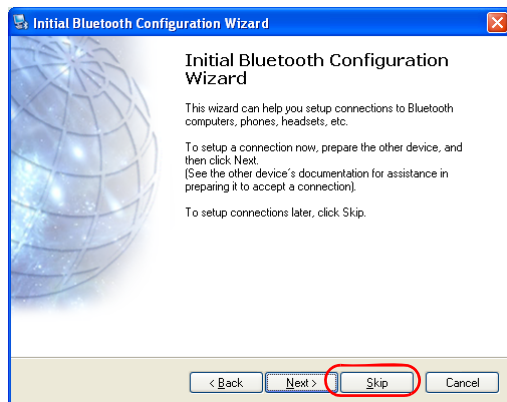 Initial Bluetooth Configuration Wizard
Initial Bluetooth Configuration
Wizard
This wizard can help you setup connections to Bluetooth
computers, phones, headsets, etc.
To setup a connection now, prepare the other device, and
then click Next.
(See the other device's documentation for assistance in
preparing it to accept a connection).
To setup connections later, click Skip.
< Back
Next >
Skip
Cancel